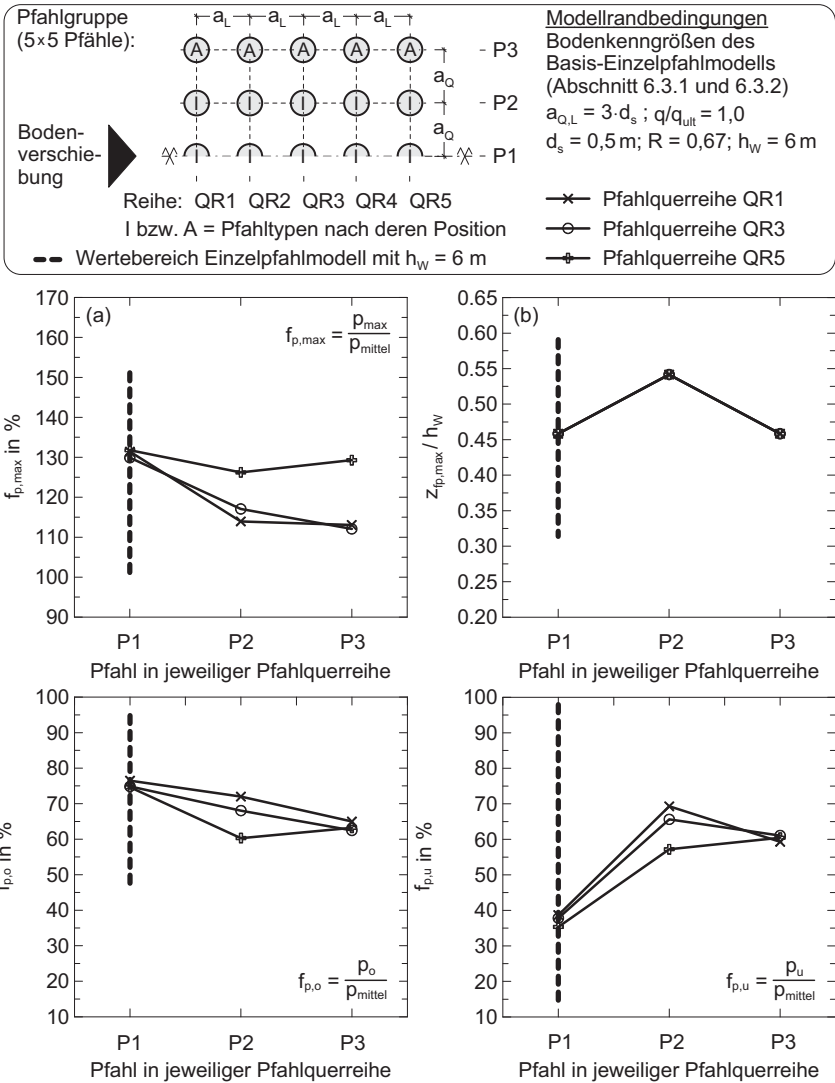 Pfahlgruppe
(5×5 Pfähle):
a_L a_L a_L a_L
A A A A A
P3
a_Q
I I I I I
P2
a_Q
I I I I I
P1
Boden-
verschie-
bung
Reihe: QR1 QR2 QR3 QR4 QR5
I bzw. A = Pfahltypen nach deren Position
Wertebereich Einzelpfahlmodell mit h_W = 6 m
Modellrandbedingungen
Bodenkenngrößen des
Basis-Einzelpfahlmodells
(Abschnitt 6.3.1 und 6.3.2)
a_Q,L = 3·d_s ; q/q_ult = 1,0
d_s = 0,5 m; R = 0,67; h_W = 6 m
Pfahlquerreihe QR1
Pfahlquerreihe QR3
Pfahlquerreihe QR5
(a)
f_p,max = p_max / p_mittel
f_p,max in %
170
160
150
140
130
120
110
100
90
P1 P2 P3
Pfahl in jeweiliger Pfahlquerreihe
(b)
z_fp,max / h_W
0.65
0.60
0.55
0.50
0.45
0.40
0.35
0.30
0.25
0.20
P1 P2 P3
Pfahl in jeweiliger Pfahlquerreihe
f_p,o in %
100
90
80
70
60
50
40
30
20
10
f_p,o = p_o / p_mittel
P1 P2 P3
Pfahl in jeweiliger Pfahlquerreihe
f_p,u in %
100
90
80
70
60
50
40
30
20
10
f_p,u = p_u / p_mittel
P1 P2 P3
Pfahl in jeweiliger Pfahlquerreihe